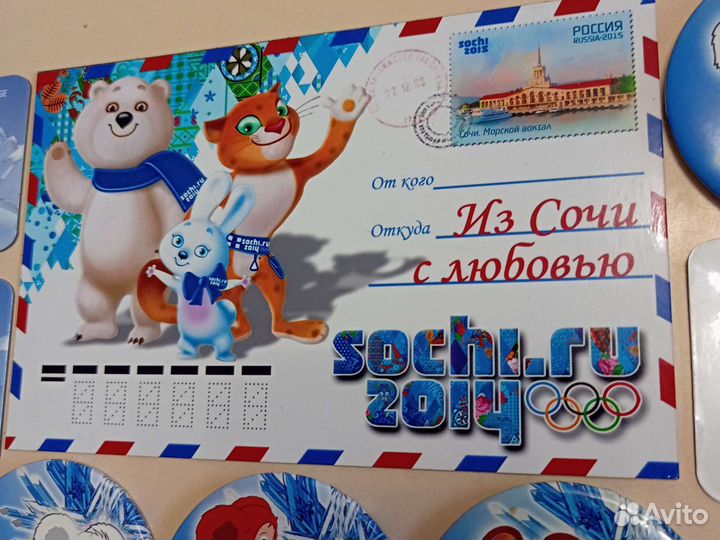 sochi
2015
РОССИЯ
RUSSIA·2015
Сочи. Морской вокзал
sochi.ru
2014
sochi.ru
2014
От кого
Откуда Из Сочи
с любовью
sochi.ru
2014
Avito